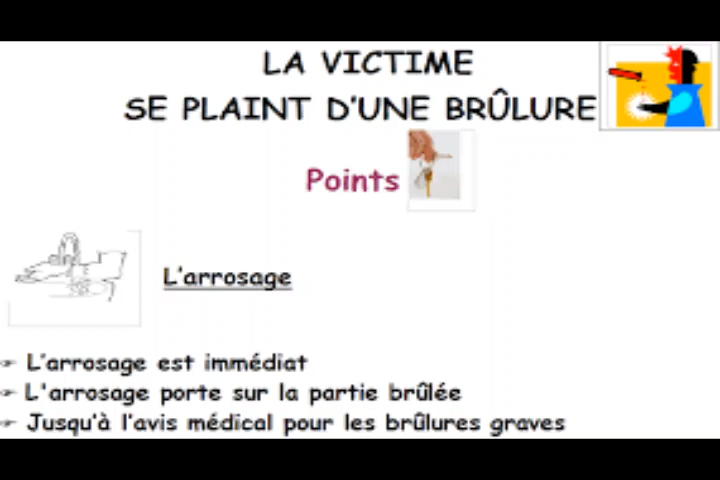 LA VICTIME
SE PLAINT D'UNE BRÛLURE
Points
L'arrosage
☞ L'arrosage est immédiat
☞ L'arrosage porte sur la partie brûlée
☞ Jusqu'à l'avis médical pour les brûlures graves